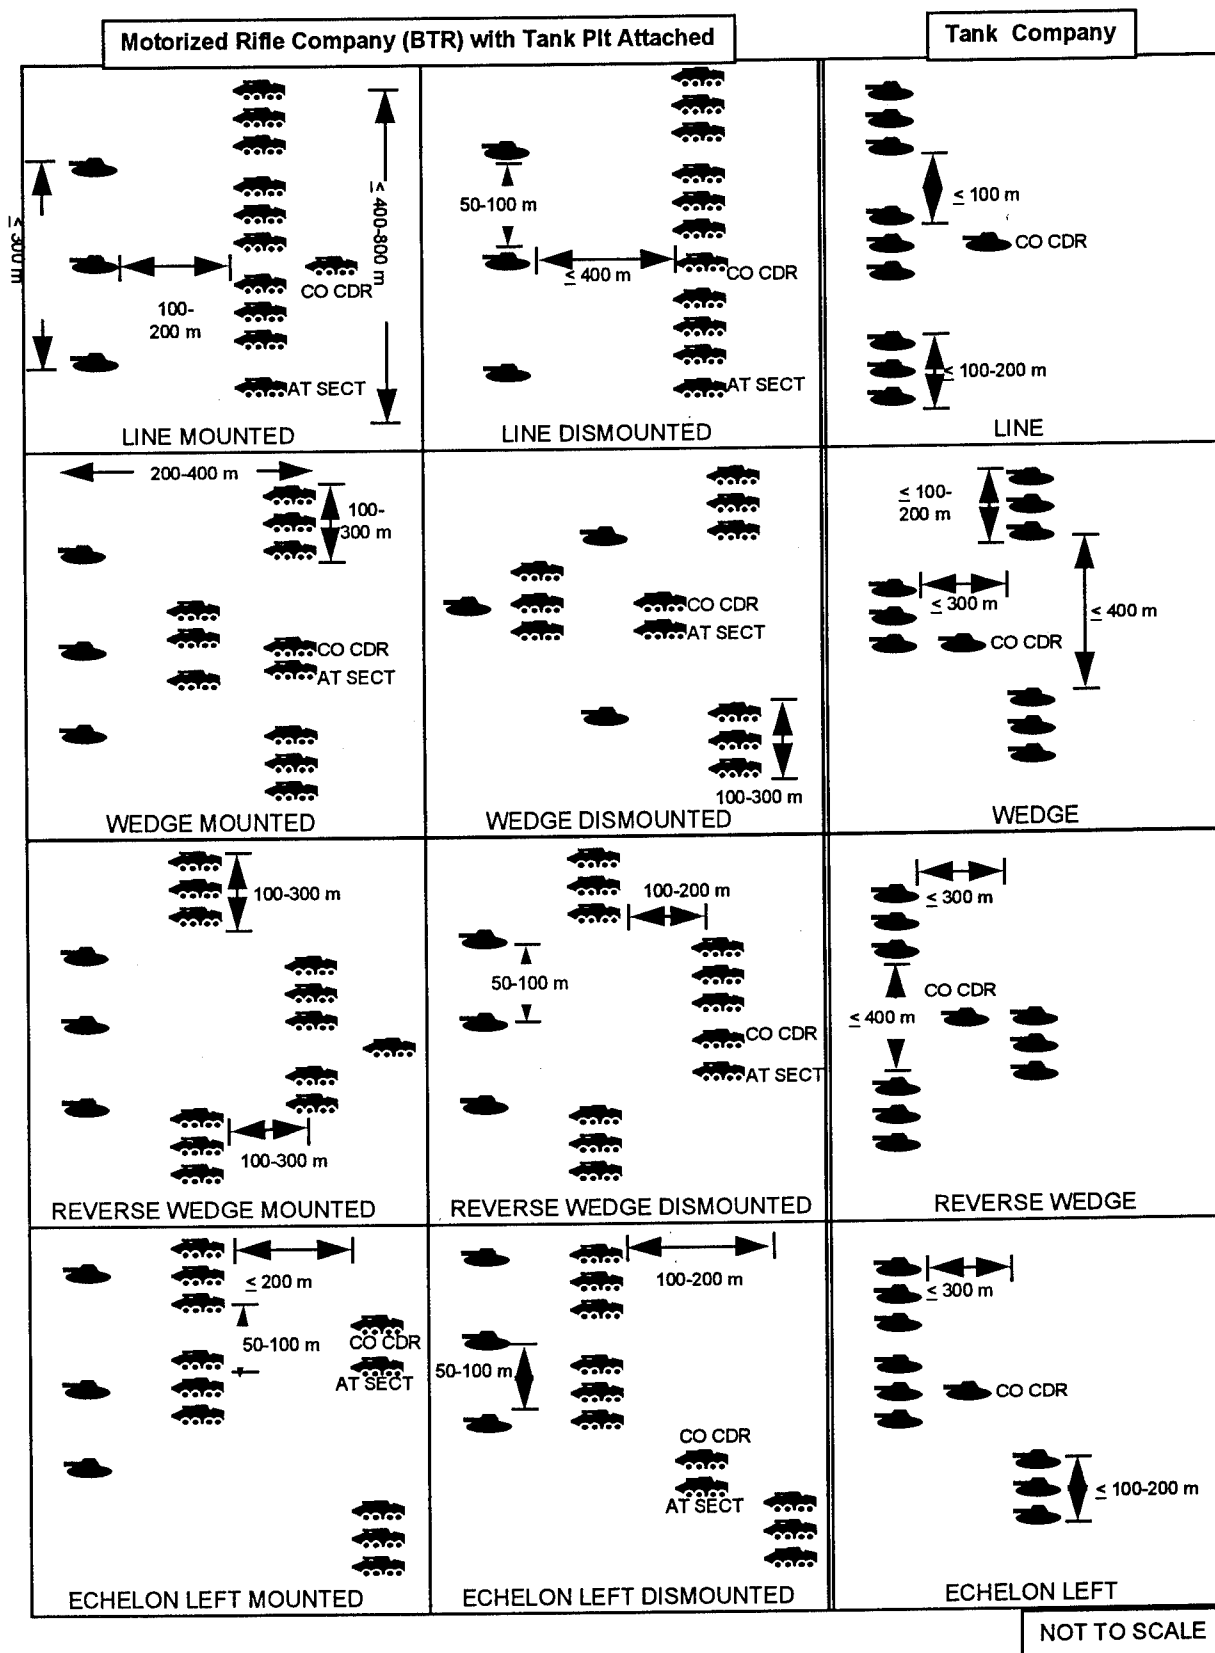 Motorized Rifle Company (BTR) with Tank Plt Attached
Tank Company
≤ 300 m
100-
200 m
CO CDR
AT SECT
≤ 400-800 m
LINE MOUNTED
50-100 m
≤ 400 m
CO CDR
AT SECT
LINE DISMOUNTED
≤ 100 m
CO CDR
≤ 100-200 m
LINE
200-400 m
100-
300 m
CO CDR
AT SECT
WEDGE MOUNTED
CO CDR
AT SECT
100-300 m
WEDGE DISMOUNTED
≤ 100-
200 m
≤ 300 m
≤ 400 m
CO CDR
WEDGE
100-300 m
100-300 m
REVERSE WEDGE MOUNTED
100-200 m
50-100 m
CO CDR
AT SECT
REVERSE WEDGE DISMOUNTED
≤ 300 m
CO CDR
≤ 400 m
REVERSE WEDGE
≤ 200 m
50-100 m
CO CDR
AT SECT
ECHELON LEFT MOUNTED
100-200 m
50-100 m
CO CDR
AT SECT
ECHELON LEFT DISMOUNTED
≤ 300 m
CO CDR
≤ 100-200 m
ECHELON LEFT
NOT TO SCALE